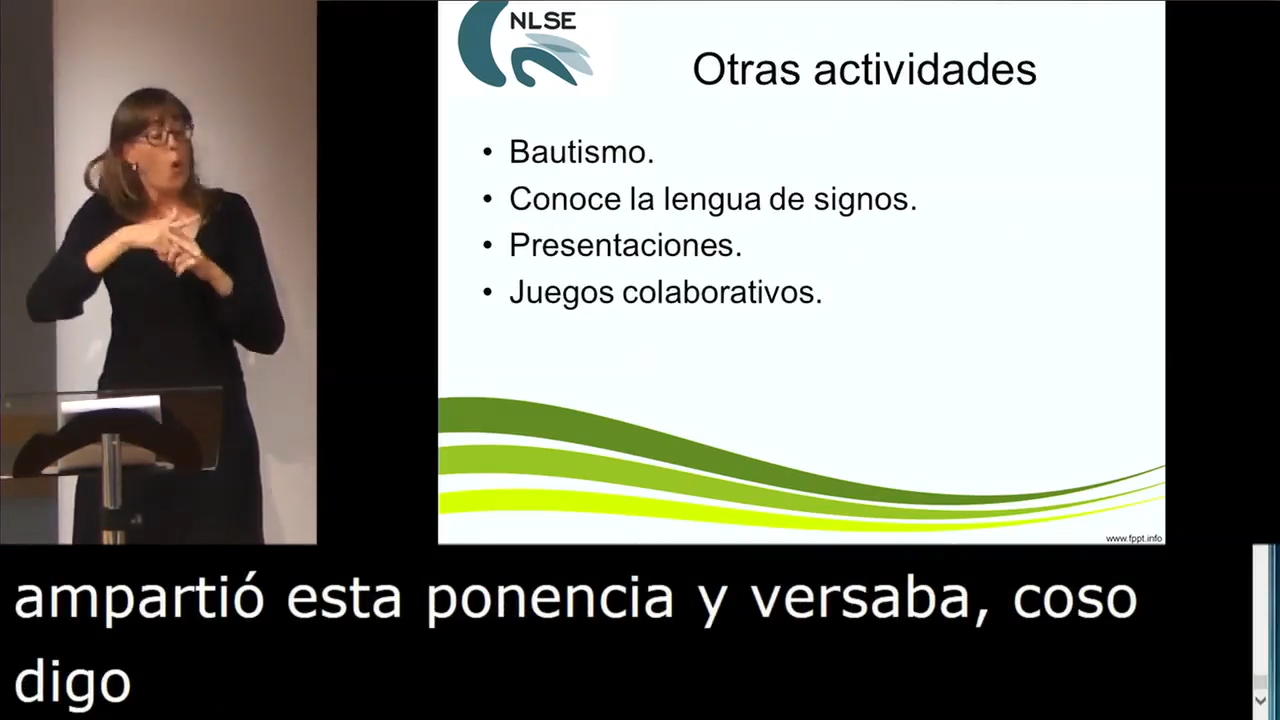 NLSE
Otras actividades
• Bautismo.
• Conoce la lengua de signos.
• Presentaciones.
• Juegos colaborativos.
www.fppt.info
ampartió esta ponencia y versaba, coso
digo